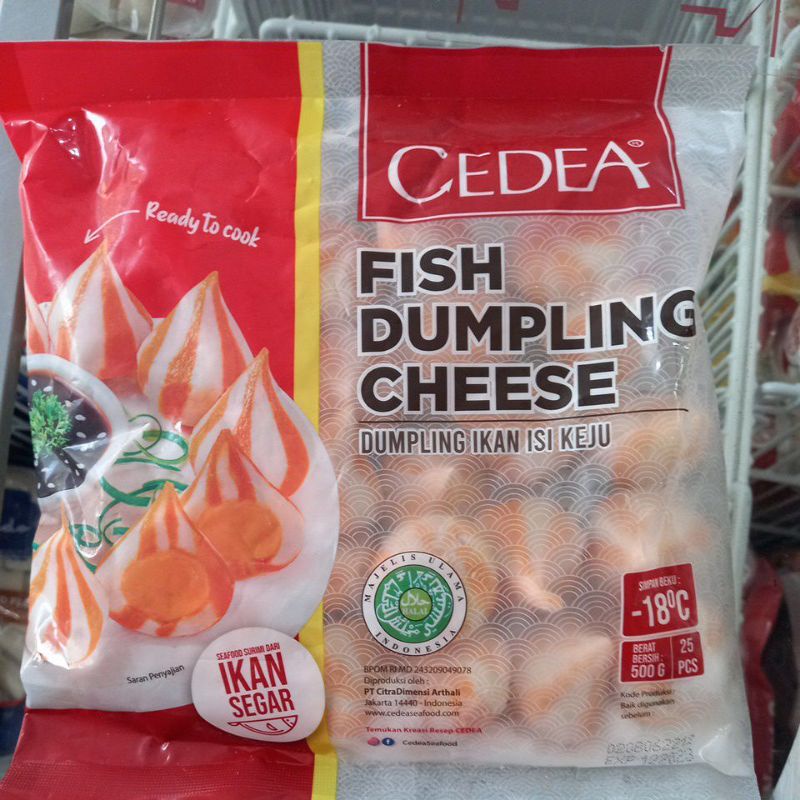 Ready to cook
CEDEA®
FISH
DUMPLING
CHEESE
DUMPLING IKAN ISI KEJU
MAJELIS ULAMA
INDONESIA
حلال
HALAL
SIMPAN BEKU :
-18°C
BERAT
BERSIH :
500 G
25
PCS
SEAFOOD SURIMI DARI
IKAN
SEGAR
Saran Penyajian
BPOM RI MD 243209049078
Diproduksi oleh :
PT CitraDimensi Arthali
Jakarta 14440 - Indonesia
www.cedeaseafood.com
Temukan Kreasi Resep CEDEA
CedeaSeafood
Kode Produksi :
Baik digunakan
sebelum :